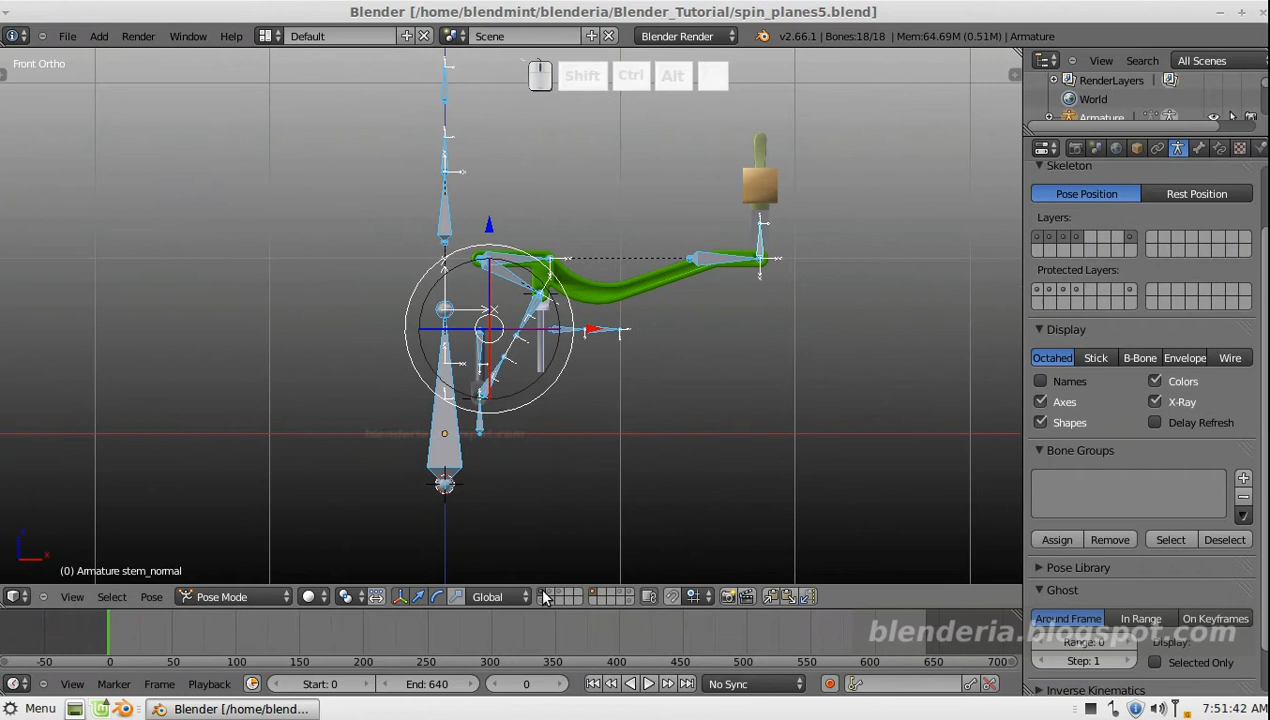 Blender [/home/blendmint/blenderia/Blender_Tutorial/spin_planes5.blend]
File Add Render Window Help Default Scene Blender Render v2.66.1 | Bones:18/18 | Mem:64.69M (0.51M) | Armature
View Search All Scenes
Front Ortho
Shift Ctrl Alt
RenderLayers
World
Armature
Skeleton
Pose Position Rest Position
Layers:
Protected Layers:
Display
Octahed Stick B-Bone Envelope Wire
Names Colors
Axes X-Ray
Shapes Delay Refresh
Bone Groups
Assign Remove Select Deselect
Pose Library
Ghost
Around Frame In Range On Keyframes
Range: 0 Display:
Step: 1 Selected Only
Inverse Kinematics
blenderia.blogspot.com
(0) Armature stem_normal
View Select Pose Pose Mode Global
-50 0 50 100 150 200 250 300 350 400 450 500 550 600 650 700
View Marker Frame Playback Start: 0 End: 640 0 No Sync
Menu Blender [/home/blend... 7:51:42 AM